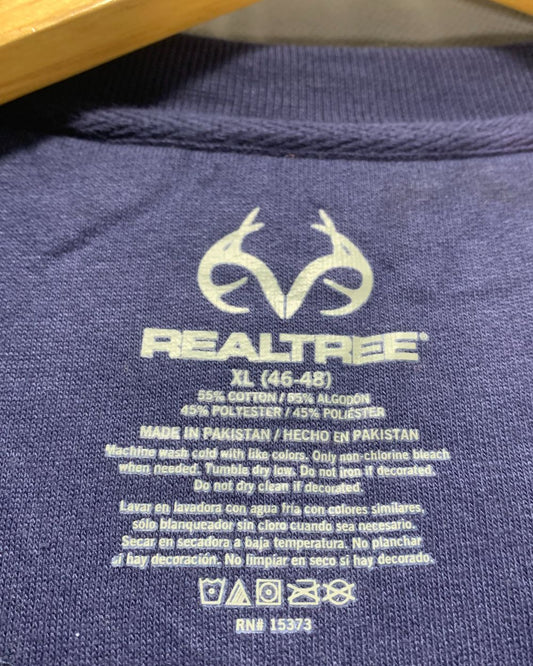 REALTREE®
XL (46-48)
55% COTTON / 55% ALGODÓN
45% POLYESTER / 45% POLIÉSTER
MADE IN PAKISTAN / HECHO EN PAKISTAN
Machine wash cold with like colors. Only non-chlorine bleach
when needed. Tumble dry low. Do not iron if decorated.
Do not dry clean if decorated.
Lavar en lavadora con agua fría con colores similares,
sólo blanqueador sin cloro cuando sea necesario.
Secar en secadora a baja temperatura. No planchar
si hay decoración. No limpiar en seco si hay decorado.
RN# 15373